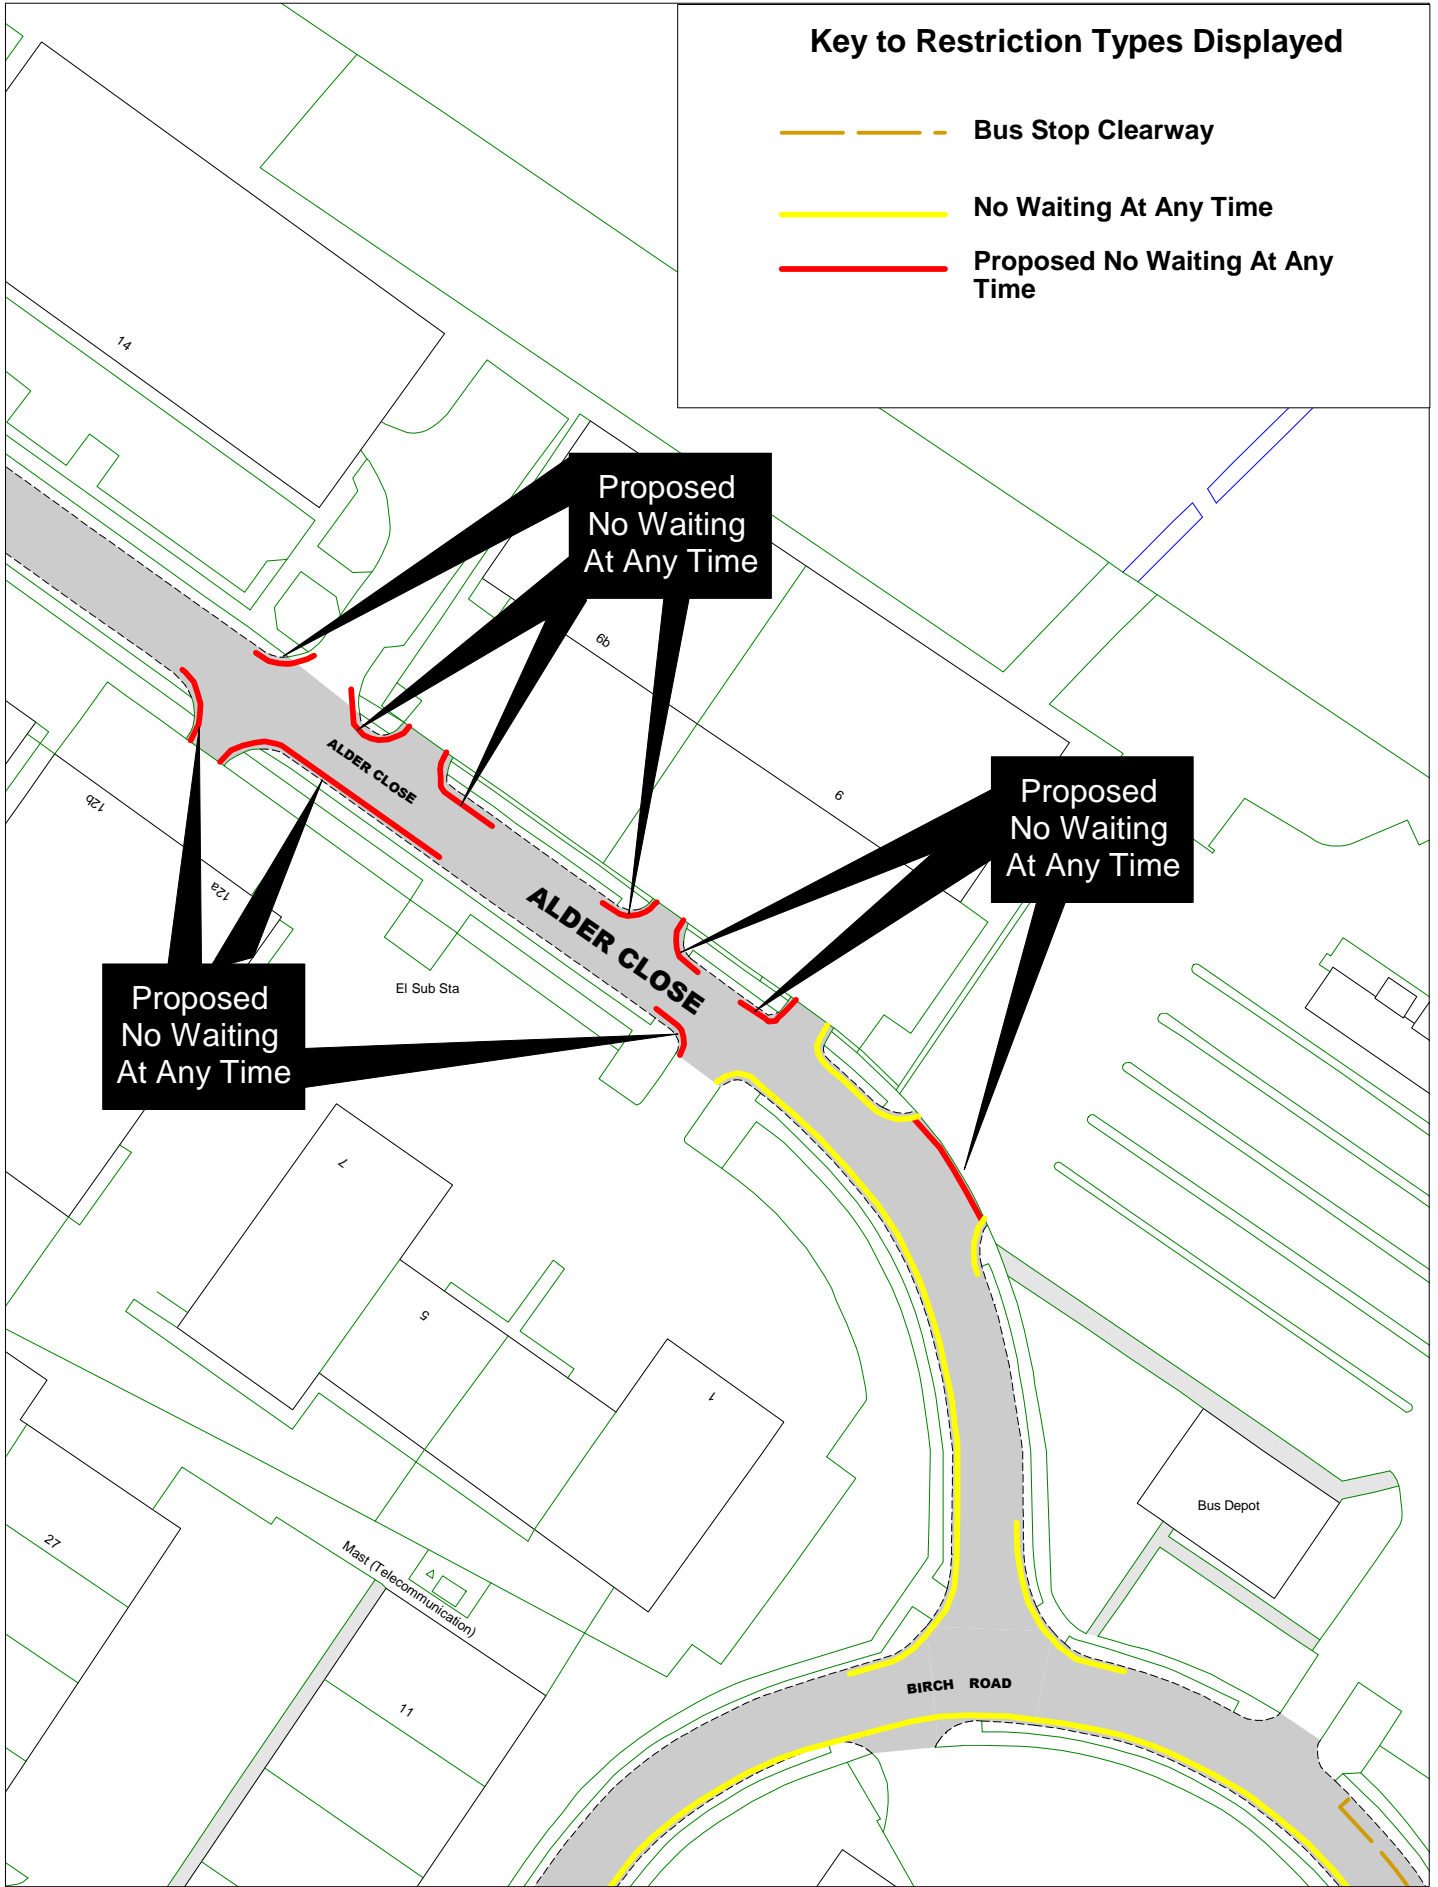 Key to Restriction Types Displayed
Bus Stop Clearway
No Waiting At Any Time
Proposed No Waiting At Any
Time
14
Proposed
No Waiting
At Any Time
9b
9
ALDER CLOSE
Proposed
No Waiting
At Any Time
12b
12a
ALDER CLOSE
El Sub Sta
Proposed
No Waiting
At Any Time
7
5
1
Bus Depot
27
Mast (Telecommunication)
11
BIRCH ROAD